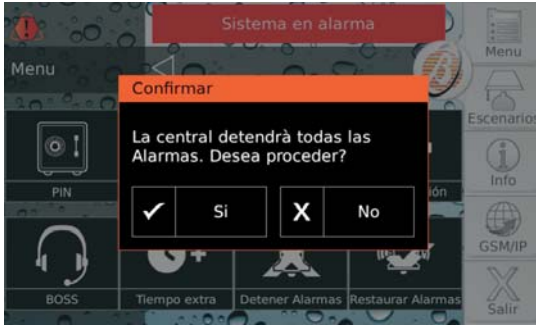 Sistema en alarma
Menu
Menu
Confirmar
La central detendrà todas las
Alarmas. Desea proceder?
Si
No
Escenarios
Info
GSM/IP
Salir
PIN
ión
BOSS
Tiempo extra
Detener Alarmas
Restaurar Alarmas